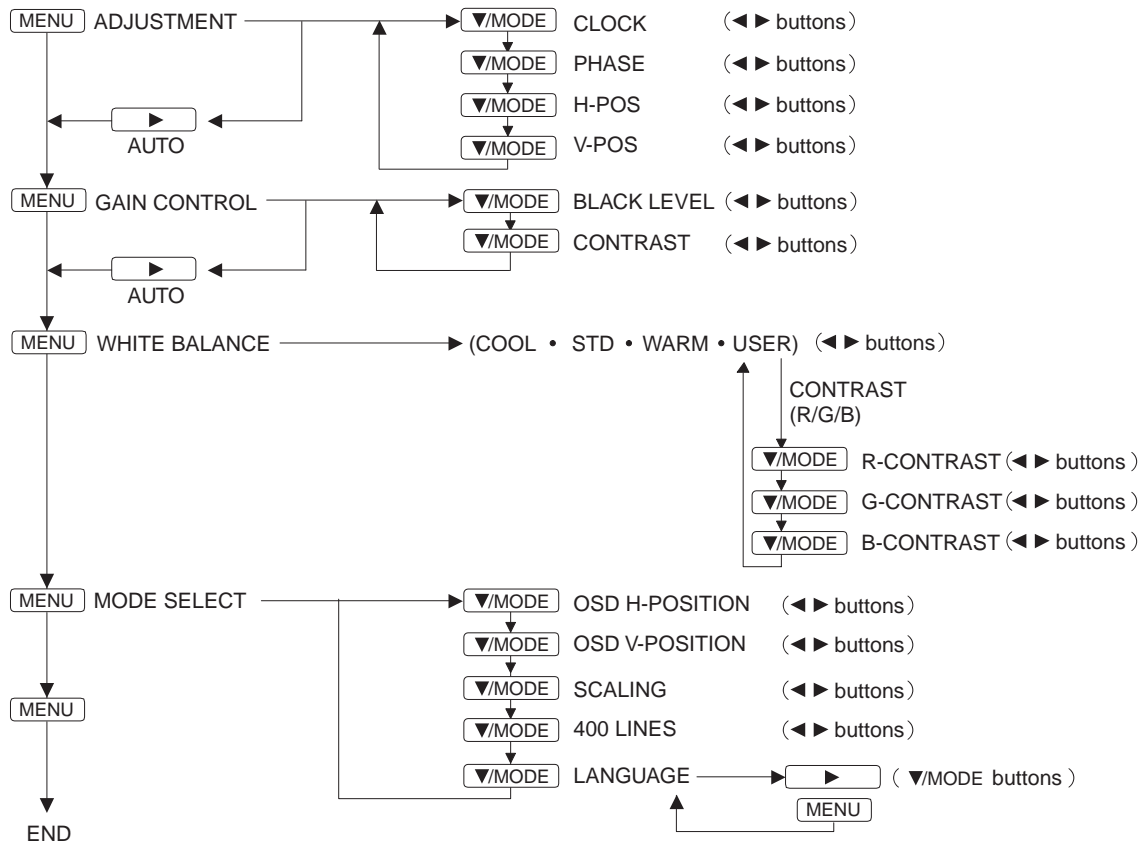 MENU ADJUSTMENT ▼/MODE CLOCK (◄ ► buttons)
▼/MODE PHASE (◄ ► buttons)
▼/MODE H-POS (◄ ► buttons)
►
AUTO ▼/MODE V-POS (◄ ► buttons)
MENU GAIN CONTROL ▼/MODE BLACK LEVEL (◄ ► buttons)
▼/MODE CONTRAST (◄ ► buttons)
►
AUTO
MENU WHITE BALANCE (COOL • STD • WARM • USER) (◄ ► buttons)
CONTRAST
(R/G/B)
▼/MODE R-CONTRAST (◄ ► buttons)
▼/MODE G-CONTRAST (◄ ► buttons)
▼/MODE B-CONTRAST (◄ ► buttons)
MENU MODE SELECT ▼/MODE OSD H-POSITION (◄ ► buttons)
▼/MODE OSD V-POSITION (◄ ► buttons)
▼/MODE SCALING (◄ ► buttons)
MENU
▼/MODE 400 LINES (◄ ► buttons)
▼/MODE LANGUAGE ► (▼/MODE buttons)
MENU
END